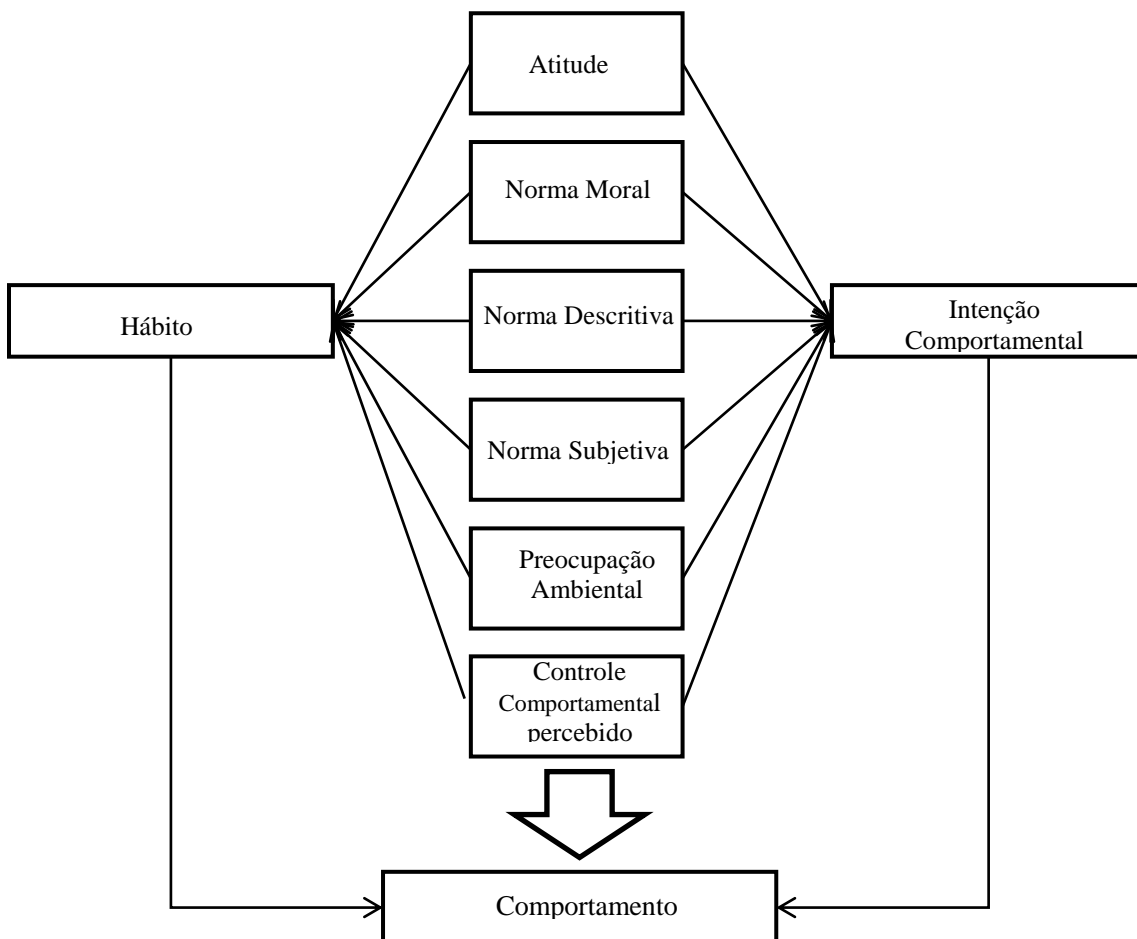 Atitude
Norma Moral
Norma Descritiva
Hábito
Intenção
Comportamental
Norma Subjetiva
Preocupação
Ambiental
Controle
Comportamental
percebido
Comportamento